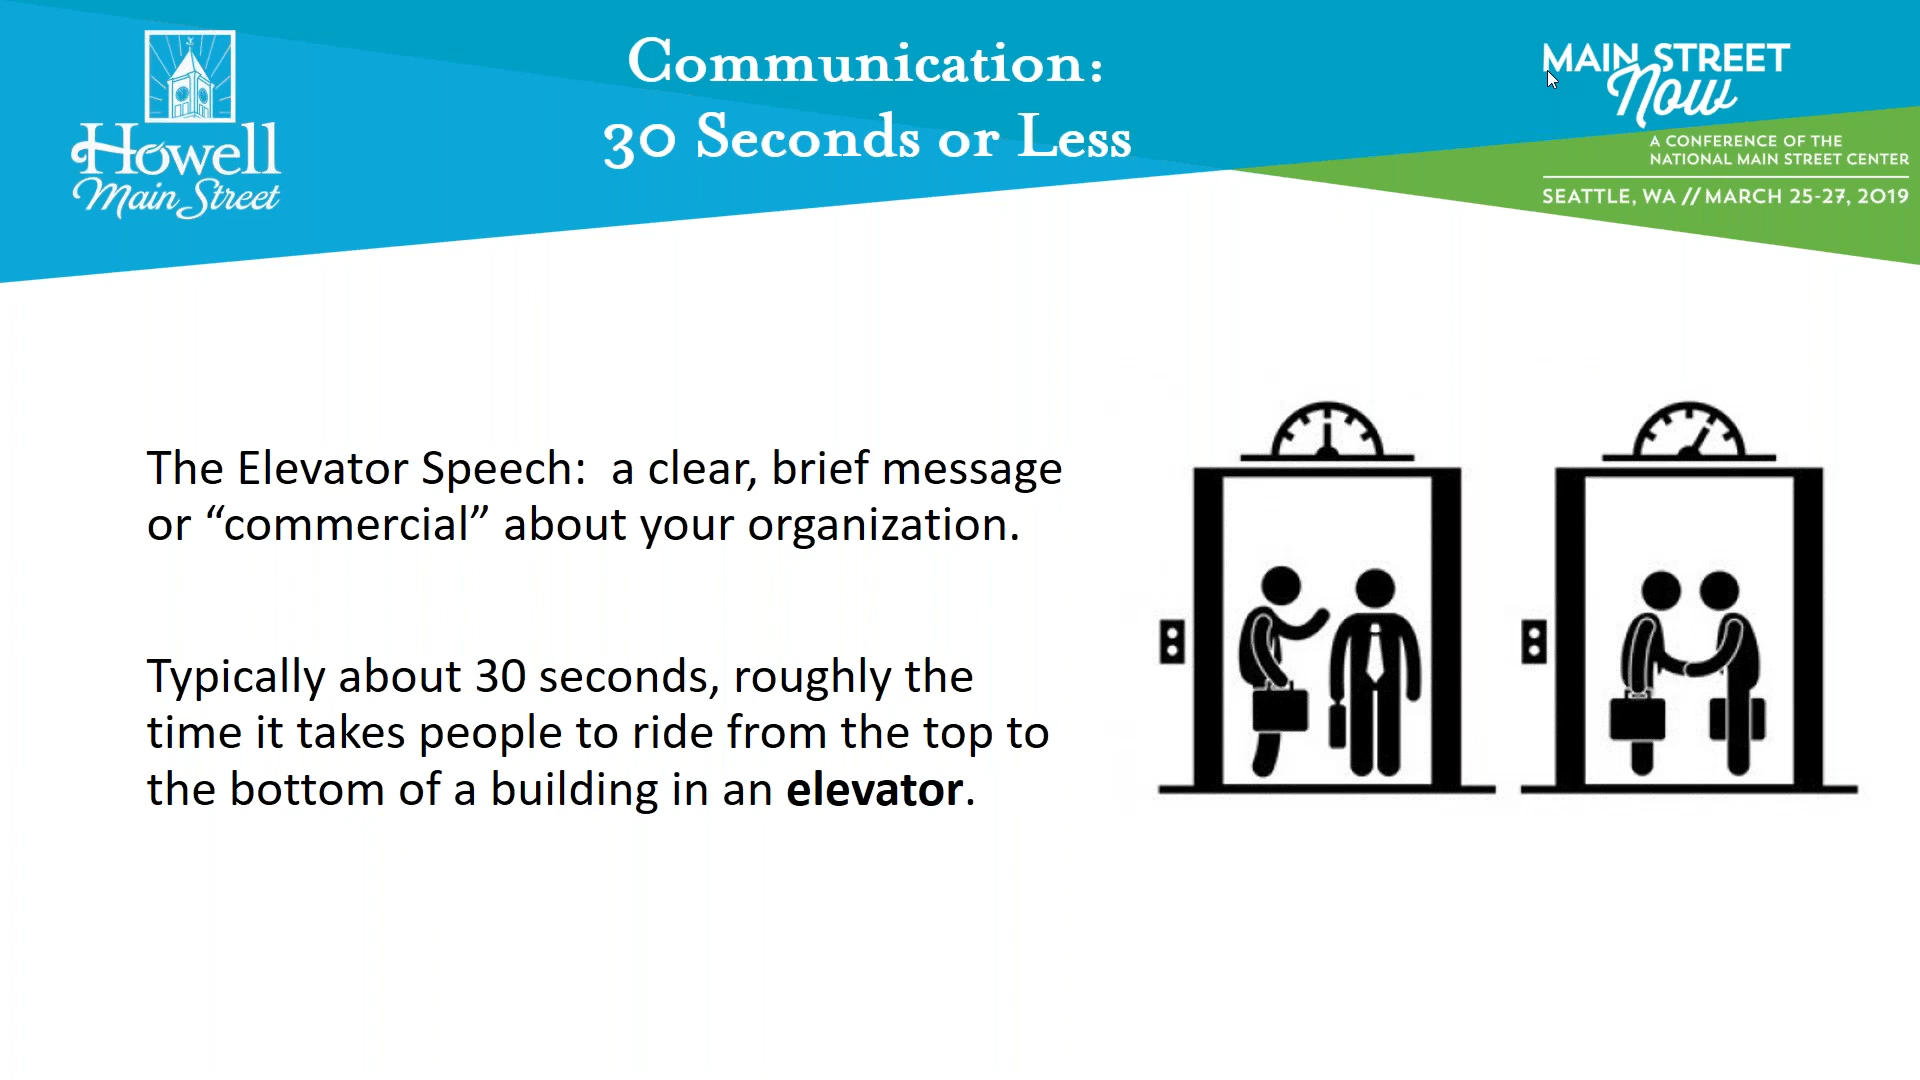 Howell
Main Street
Communication:
30 Seconds or Less
MAIN STREET
Now
A CONFERENCE OF THE
NATIONAL MAIN STREET CENTER
SEATTLE, WA // MARCH 25-27, 2019
The Elevator Speech:  a clear, brief message
or “commercial” about your organization.
Typically about 30 seconds, roughly the
time it takes people to ride from the top to
the bottom of a building in an elevator.